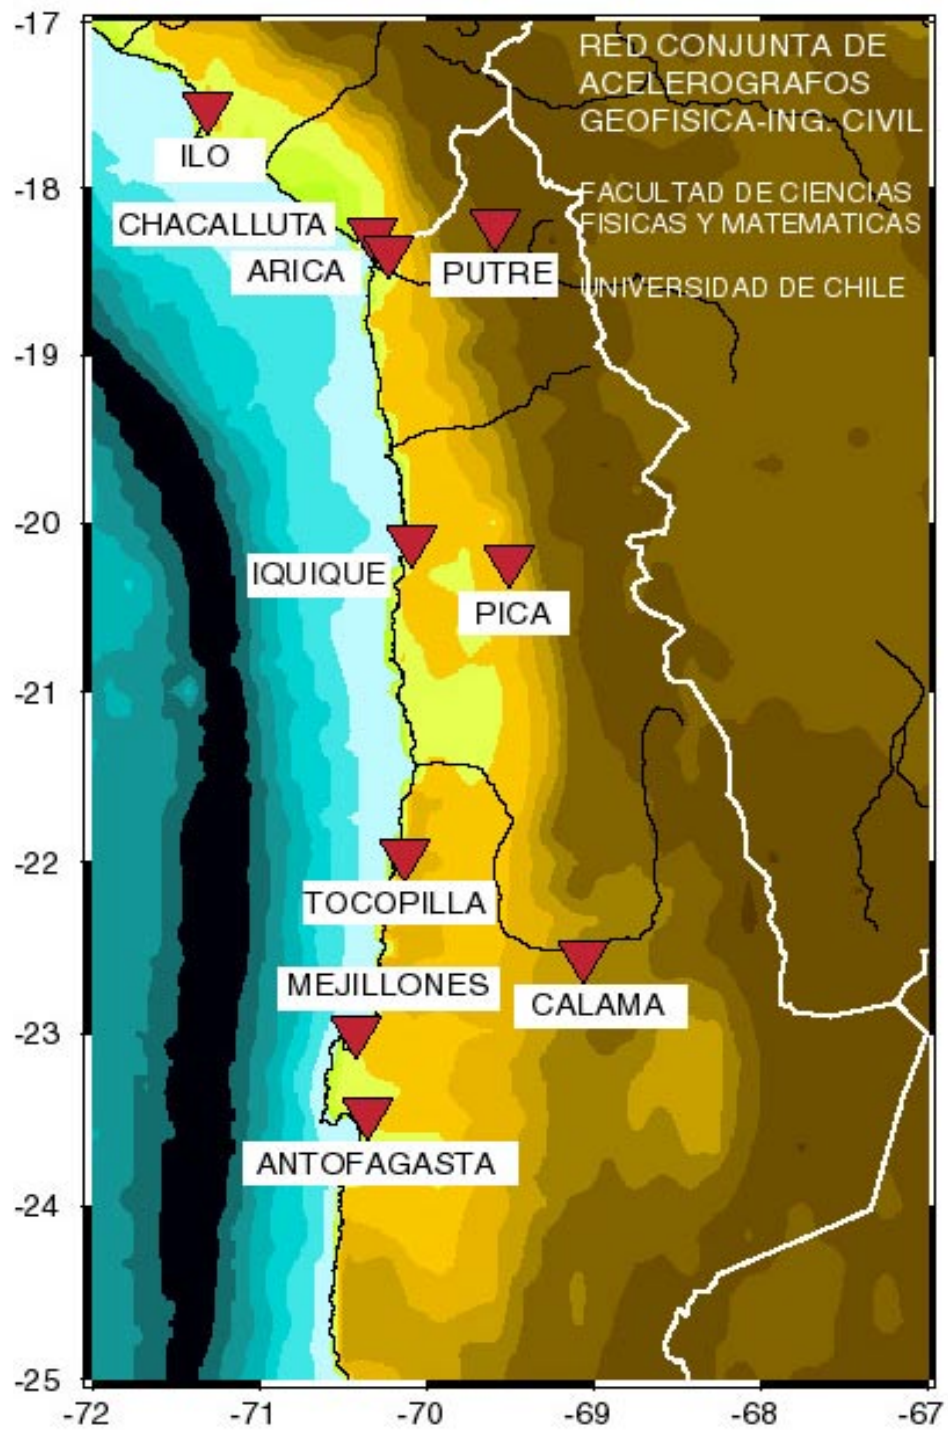 -17
RED CONJUNTA DE
ACELEROGRAFOS
GEOFISICA-ING. CIVIL
ILO
-18
FACULTAD DE CIENCIAS
FISICAS Y MATEMATICAS
CHACALLUTA
ARICA
PUTRE
UNIVERSIDAD DE CHILE
-19
-20
IQUIQUE
PICA
-21
-22
TOCOPILLA
MEJILLONES
CALAMA
-23
ANTOFAGASTA
-24
-25
-72 -71 -70 -69 -68 -67